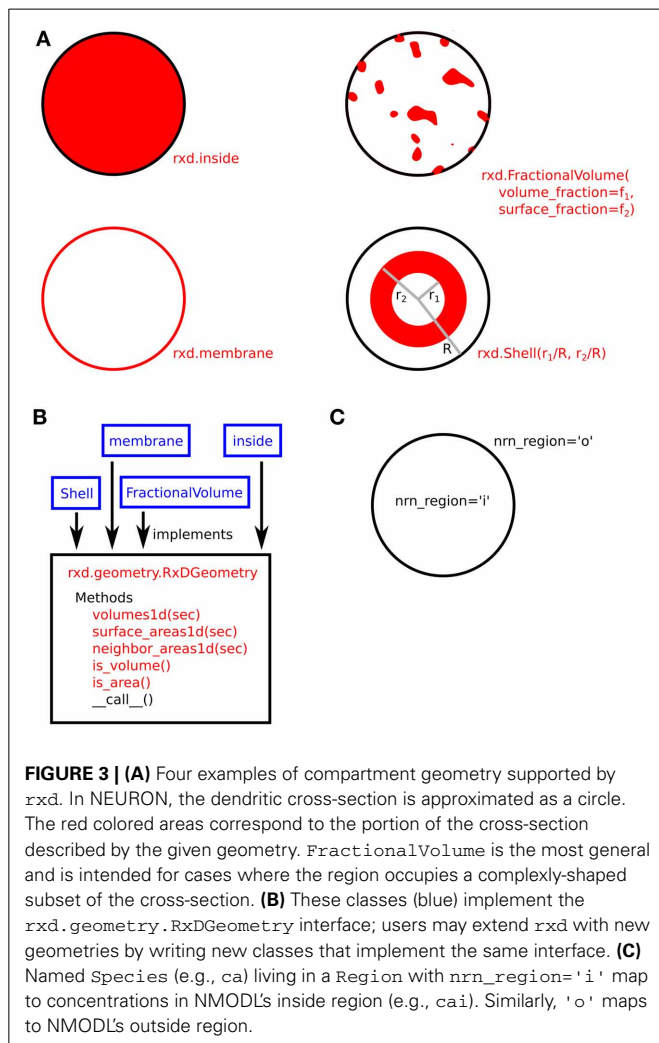 A
rxd.inside
rxd.FractionalVolume(
volume_fraction=f₁,
surface_fraction=f₂)
rxd.membrane
r₂
r₁
R
rxd.Shell(r₁/R, r₂/R)
B
membrane
inside
Shell
FractionalVolume
implements
rxd.geometry.RxDGeometry
Methods
volumes1d(sec)
surface_areas1d(sec)
neighbor_areas1d(sec)
is_volume()
is_area()
__call__()
C
nrn_region='o'
nrn_region='i'
FIGURE 3 | (A) Four examples of compartment geometry supported by
rxd. In NEURON, the dendritic cross-section is approximated as a circle.
The red colored areas correspond to the portion of the cross-section
described by the given geometry. FractionalVolume is the most general
and is intended for cases where the region occupies a complexly-shaped
subset of the cross-section. (B) These classes (blue) implement the
rxd.geometry.RxDGeometry interface; users may extend rxd with new
geometries by writing new classes that implement the same interface. (C)
Named Species (e.g., ca) living in a Region with nrn_region='i' map
to concentrations in NMODL's inside region (e.g., cai). Similarly, 'o' maps
to NMODL's outside region.